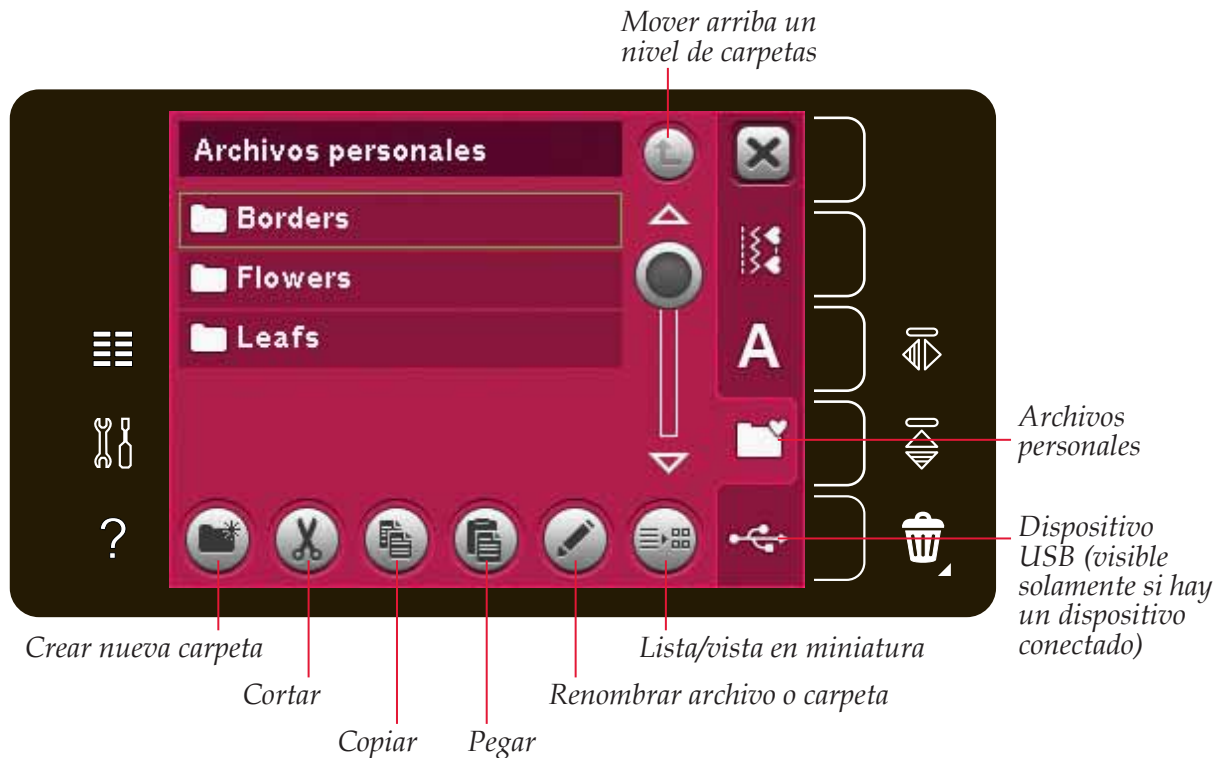 Mover arriba un
nivel de carpetas
Archivos personales
Borders
Flowers
Leafs
A
?
Archivos
personales
Dispositivo
USB (visible
solamente si hay
un dispositivo
conectado)
Crear nueva carpeta
Lista/vista en miniatura
Cortar
Renombrar archivo o carpeta
Copiar
Pegar